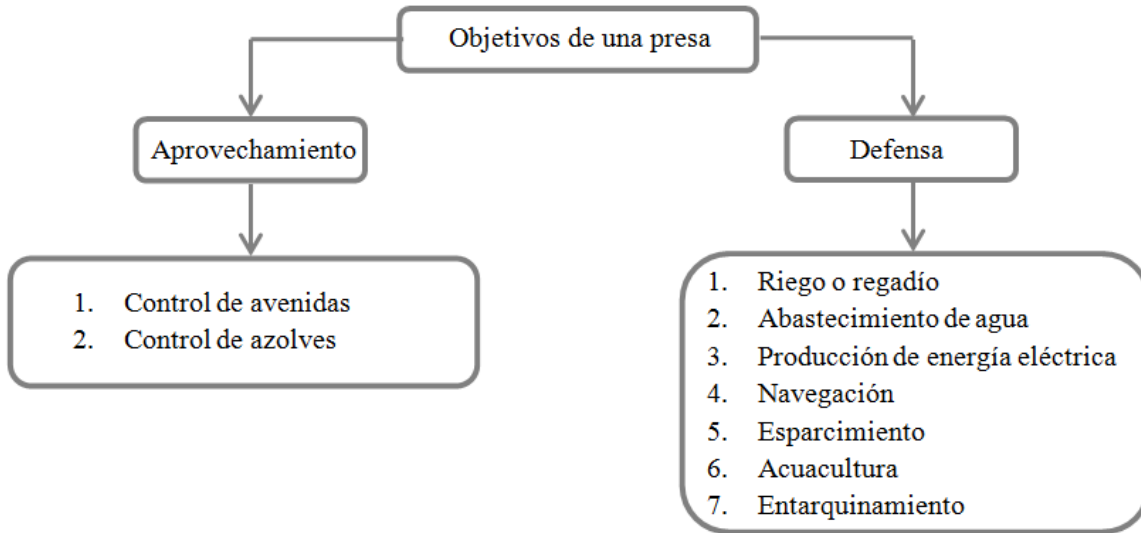 Objetivos de una presa
Aprovechamiento
Defensa
1. Control de avenidas
2. Control de azolves
1. Riego o regadío
2. Abastecimiento de agua
3. Producción de energía eléctrica
4. Navegación
5. Esparcimiento
6. Acuacultura
7. Entarquinamiento